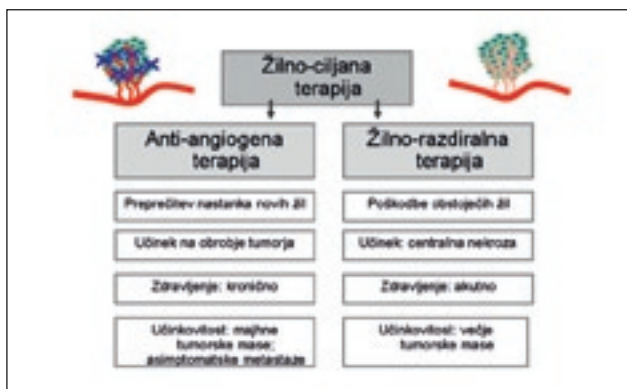 Žilno-ciljana
terapija
Anti-angiogena
terapija
Žilno-razdiralna
terapija
Preprečitev nastanka novih žil
Poškodbe obstoječih žil
Učinek na obrobje tumorja
Učinek: centralna nekroza
Zdravljenje: kronično
Zdravljenje: akutno
Učinkovitost: majhne
tumorske mase;
asimptomatske metastaze
Učinkovitost: večje
tumorske mase